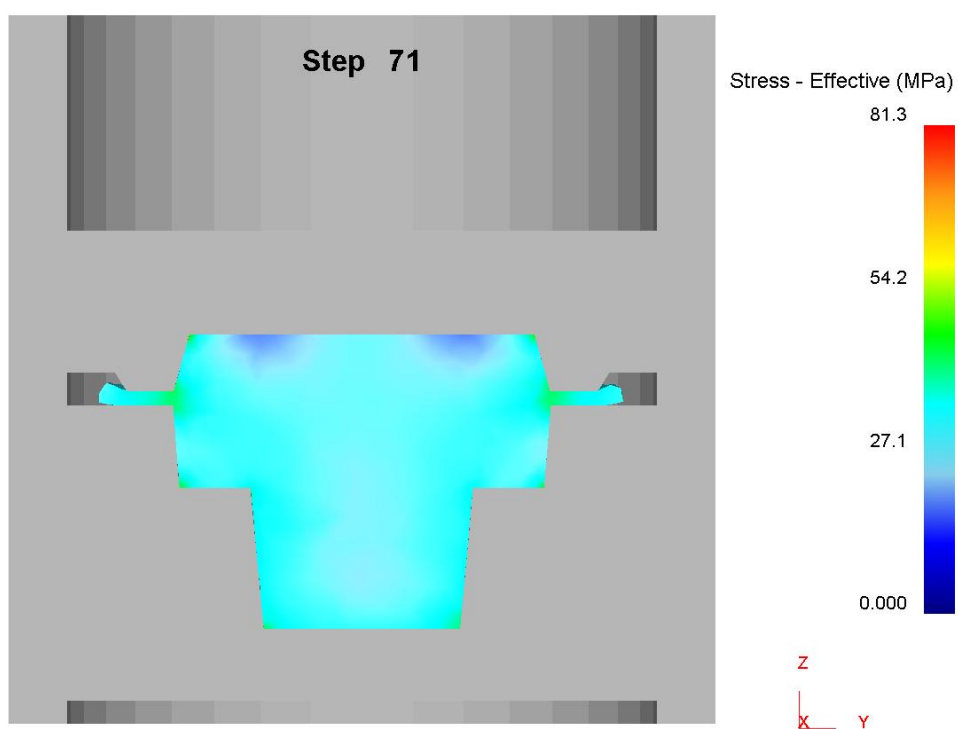 Step 71
Stress - Effective (MPa)
81.3
54.2
27.1
0.000
Z
X Y